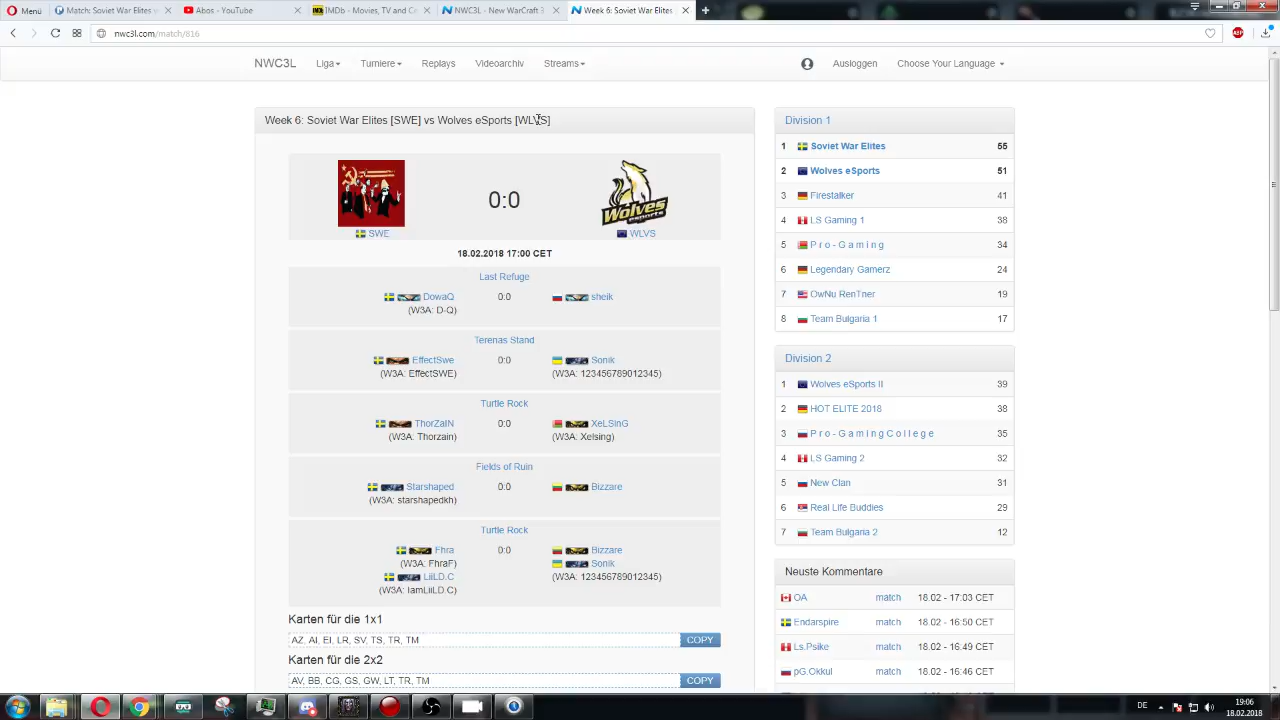 Menü
Match: Soviet War Elites v
Abos - YouTube
IMDb - Movies, TV and Ce
NWC3L - New WarCraft 3
Week 6: Soviet War Elites
nwc3l.com/match/816
ABP
NWC3L
Liga
Turniere
Replays
Videoarchiv
Streams
Ausloggen
Choose Your Language
Week 6: Soviet War Elites [SWE] vs Wolves eSports [WLVS]
0:0
Wolves
esports
SWE
WLVS
18.02.2018 17:00 CET
Last Refuge
DowaQ 0:0 sheik
(W3A: D-Q)
Terenas Stand
EffectSwe 0:0 Sonik
(W3A: EffectSWE) (W3A: 123456789012345)
Turtle Rock
ThorZaIN 0:0 XeLSInG
(W3A: Thorzain) (W3A: Xelsing)
Fields of Ruin
Starshaped 0:0 Bizzare
(W3A: starshapedkh)
Turtle Rock
Fhra 0:0 Bizzare
(W3A: FhraF) Sonik
LiiLD.C (W3A: 123456789012345)
(W3A: IamLiiLD.C)
Karten für die 1x1
AZ, AI, EI, LR, SV, TS, TR, TM
COPY
Karten für die 2x2
AV, BB, CG, GS, GW, LT, TR, TM
COPY
Division 1
1 Soviet War Elites 55
2 Wolves eSports 51
3 Firestalker 41
4 LS Gaming 1 38
5 P r o - G a m i n g 34
6 Legendary Gamerz 24
7 OwNu RenTner 19
8 Team Bulgaria 1 17
Division 2
1 Wolves eSports II 39
2 HOT ELITE 2018 38
3 P r o - G a m i n g C o l l e g e 35
4 LS Gaming 2 32
5 New Clan 31
6 Real Life Buddies 29
7 Team Bulgaria 2 12
Neuste Kommentare
OA match 18.02 - 17:03 CET
Endarspire match 18.02 - 16:50 CET
Ls.Psike match 18.02 - 16:49 CET
pG.Okkul match 18.02 - 16:46 CET
DE
19:06
18.02.2018